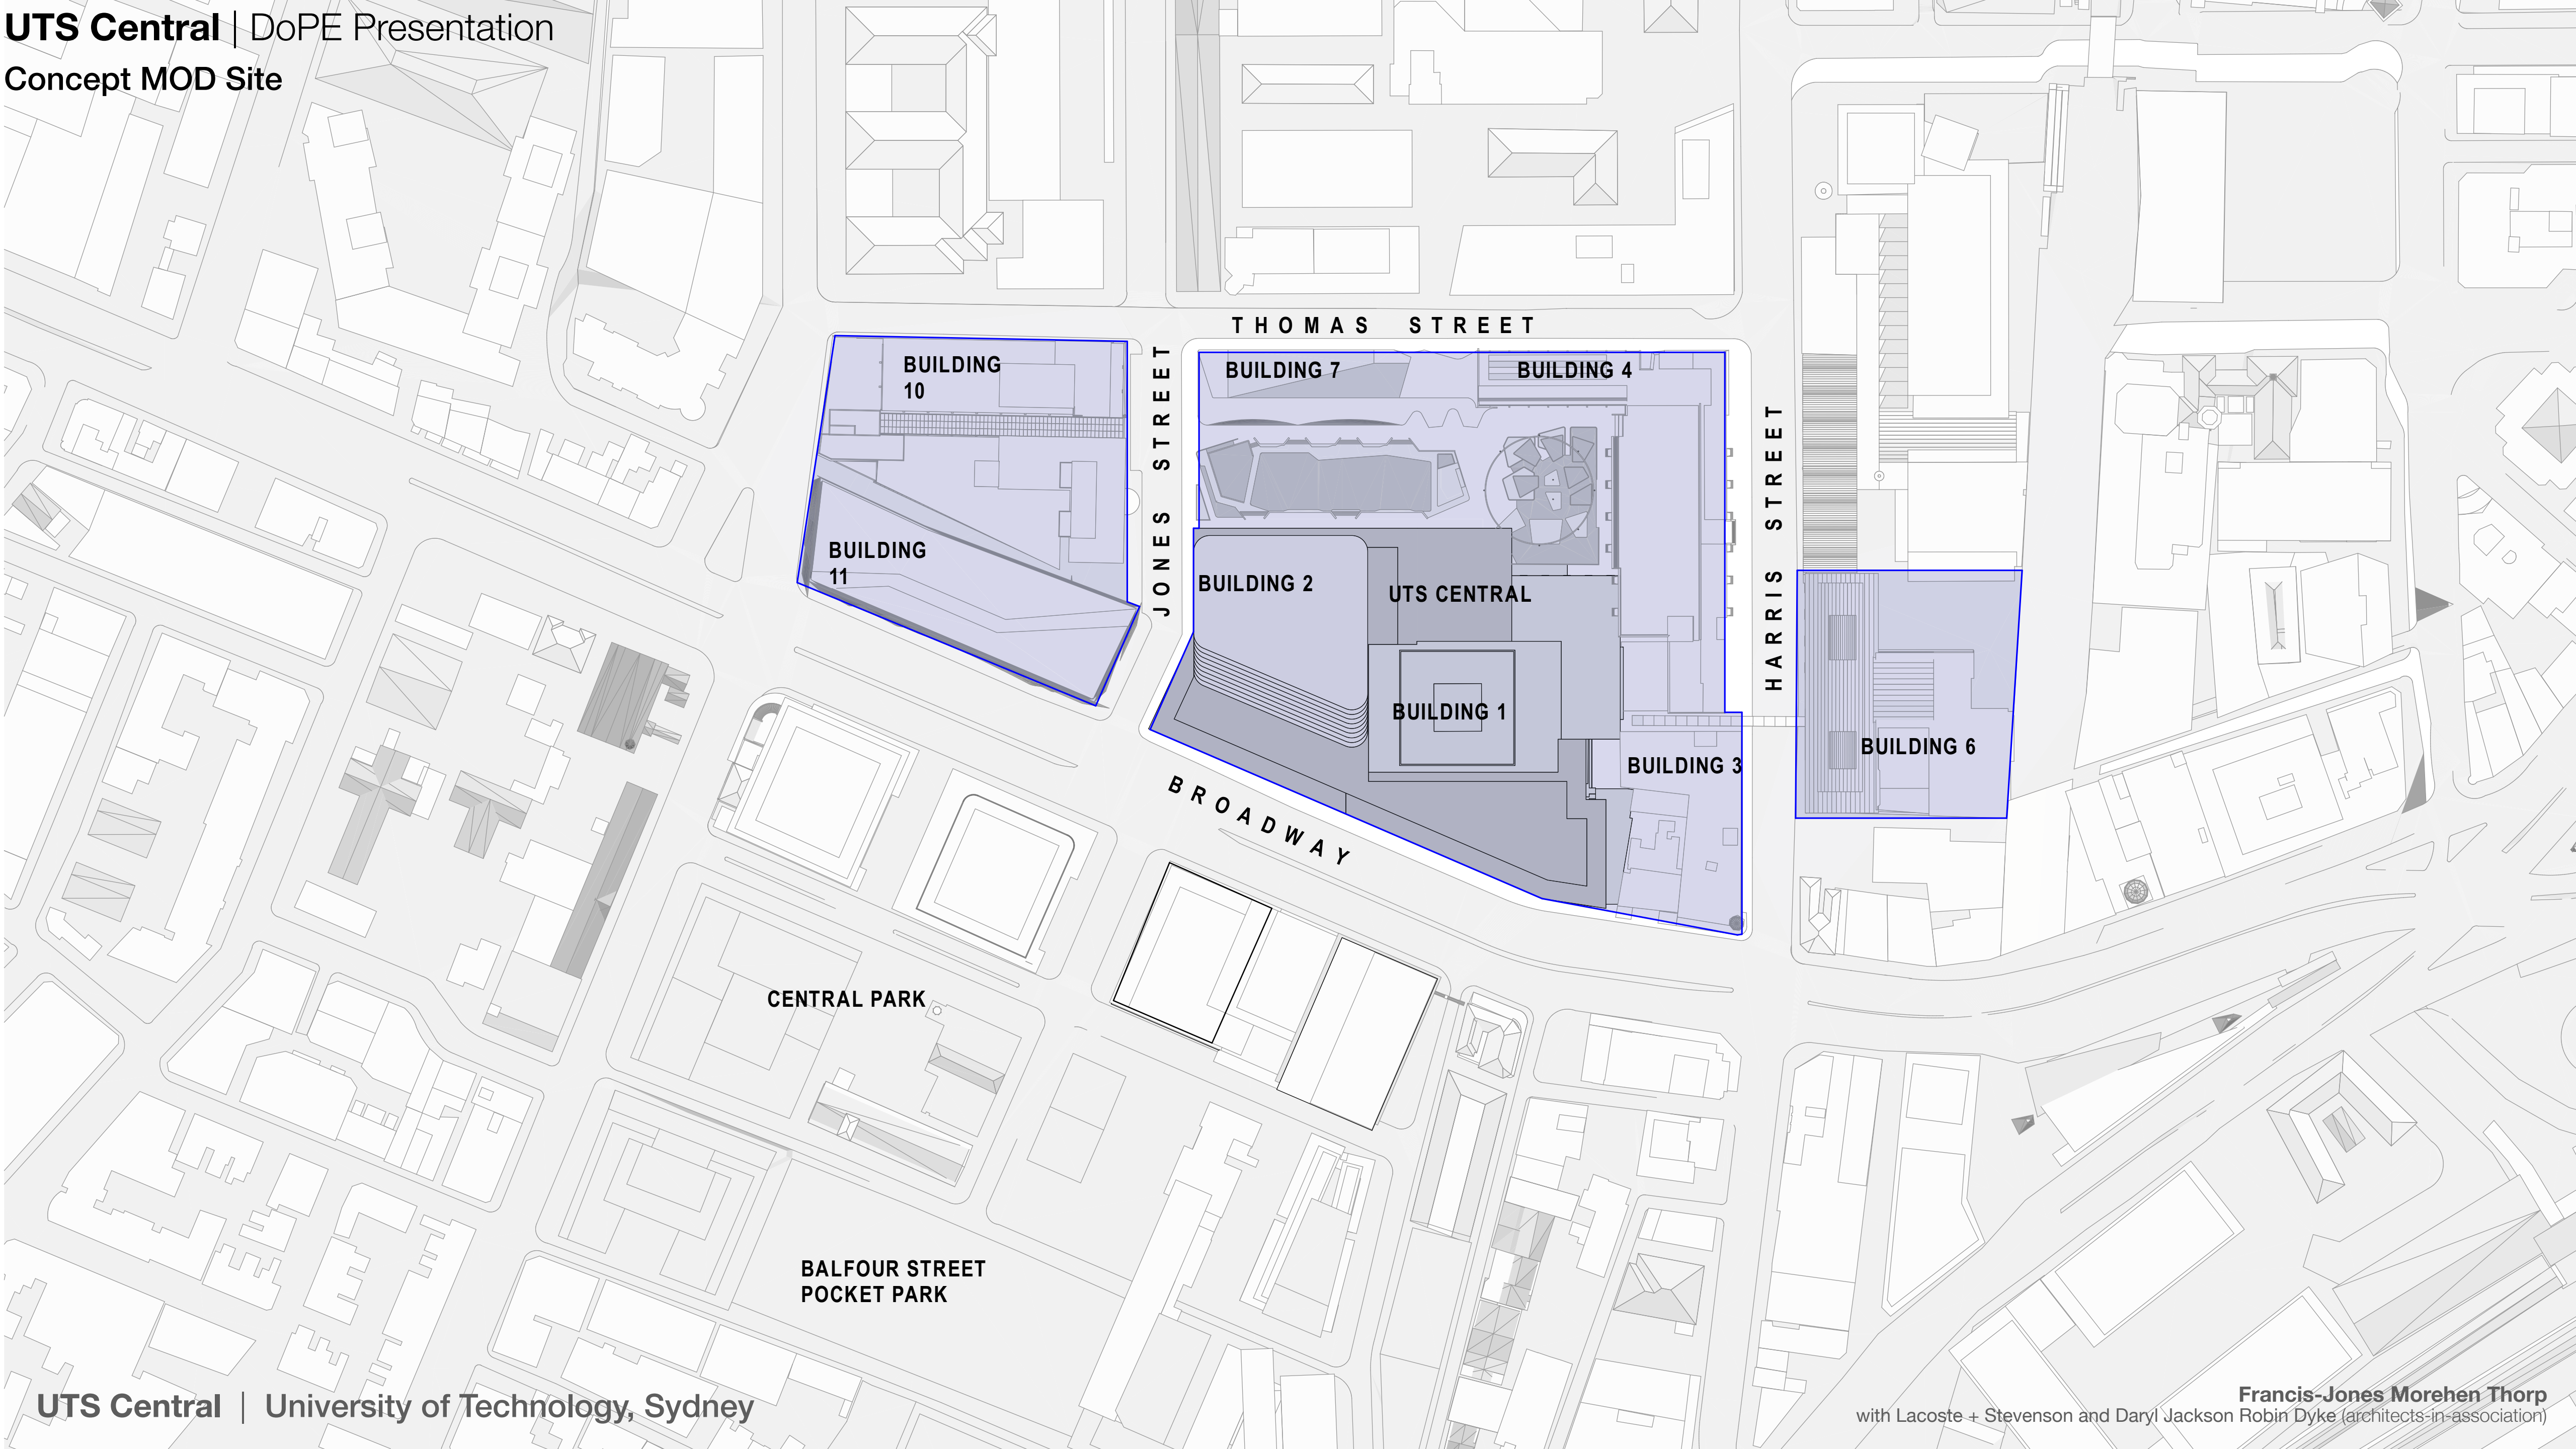 UTS Central | DoPE Presentation
Concept MOD Site
THOMAS STREET
BUILDING
10
BUILDING 7
BUILDING 4
JONES STREET
HARRIS STREET
BUILDING
11
BUILDING 2
UTS CENTRAL
BUILDING 1
BUILDING 3
BUILDING 6
BROADWAY
CENTRAL PARK
BALFOUR STREET
POCKET PARK
UTS Central | University of Technology, Sydney
Francis-Jones Morehen Thorp
with Lacoste + Stevenson and Daryl Jackson Robin Dyke (architects-in-association)